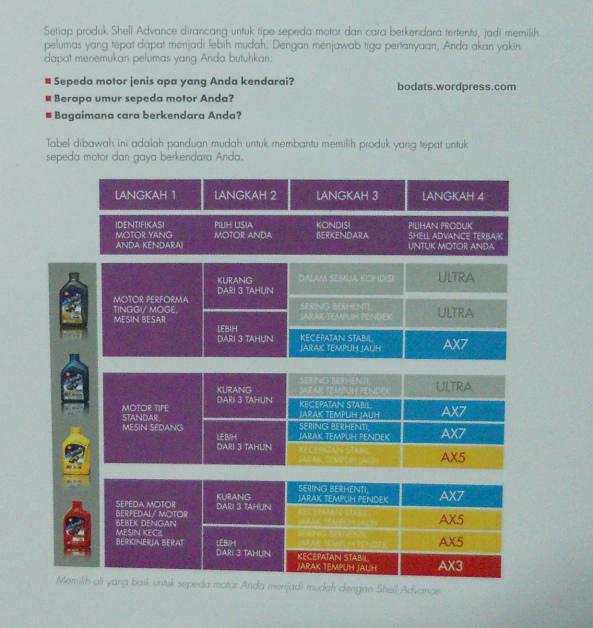 Setiap produk Shell Advance dirancang untuk tipe sepeda motor dan cara berkendara tertentu, jadi memilih
pelumas yang tepat dapat menjadi lebih mudah. Dengan menjawab tiga pertanyaan, Anda akan yakin
dapat menemukan pelumas yang Anda butuhkan:
Sepeda motor jenis apa yang Anda kendarai?
Berapa umur sepeda motor Anda?
Bagaimana cara berkendara Anda?
bodats.wordpress.com
Tabel dibawah ini adalah panduan mudah untuk membantu memilih produk yang tepat untuk
sepeda motor dan gaya berkendara Anda.
LANGKAH 1 LANGKAH 2 LANGKAH 3 LANGKAH 4
IDENTIFIKASI
MOTOR YANG
ANDA KENDARAI
PILIH USIA
MOTOR ANDA
KONDISI
BERKENDARA
PILIHAN PRODUK
SHELL ADVANCE TERBAIK
UNTUK MOTOR ANDA
MOTOR PERFORMA
TINGGI/ MOGE,
MESIN BESAR
KURANG
DARI 3 TAHUN
DALAM SEMUA KONDISI
ULTRA
LEBIH
DARI 3 TAHUN
SERING BERHENTI,
JARAK TEMPUH PENDEK
ULTRA
KECEPATAN STABIL,
JARAK TEMPUH JAUH
AX7
MOTOR TIPE
STANDAR,
MESIN SEDANG
KURANG
DARI 3 TAHUN
SERING BERHENTI,
JARAK TEMPUH PENDEK
ULTRA
KECEPATAN STABIL,
JARAK TEMPUH JAUH
AX7
LEBIH
DARI 3 TAHUN
SERING BERHENTI,
JARAK TEMPUH PENDEK
AX7
KECEPATAN STABIL,
JARAK TEMPUH JAUH
AX5
SEPEDA MOTOR
BERPEDAL/ MOTOR
BEBEK DENGAN
MESIN KECIL
BERKINERJA BERAT
KURANG
DARI 3 TAHUN
SERING BERHENTI,
JARAK TEMPUH PENDEK
AX7
KECEPATAN STABIL,
JARAK TEMPUH JAUH
AX5
LEBIH
DARI 3 TAHUN
SERING BERHENTI,
JARAK TEMPUH PENDEK
AX5
KECEPATAN STABIL,
JARAK TEMPUH JAUH
AX3
Memilih oli yang baik untuk sepeda motor Anda menjadi mudah dengan Shell Advance